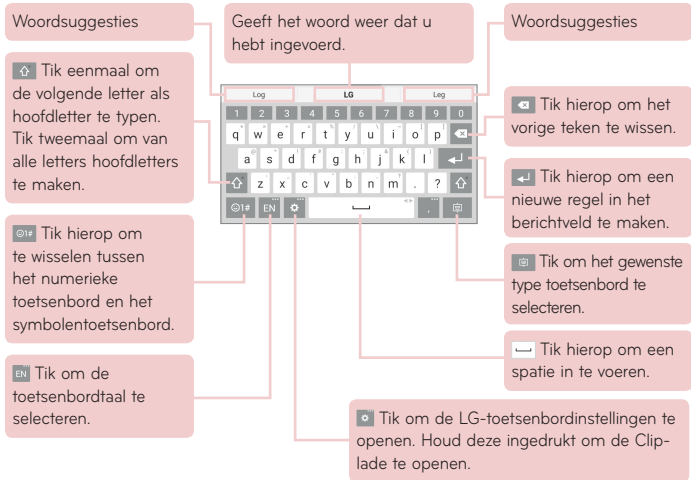 Woordsuggesties
Geeft het woord weer dat u
hebt ingevoerd.
Woordsuggesties
Tik eenmaal om
de volgende letter als
hoofdletter te typen.
Tik tweemaal om van
alle letters hoofdletters
te maken.
Tik hierop om
te wisselen tussen
het numerieke
toetsenbord en het
symbolentoetsenbord.
EN Tik om de
toetsenbordtaal te
selecteren.
Log LG Leg
1 2 3 4 5 6 7 8 9 0
q w e r t y u i o p
a s d f g h j k l
z x c v b n m . ?
1# EN ,
Tik hierop om het
vorige teken te wissen.
Tik hierop om een
nieuwe regel in het
berichtveld te maken.
Tik om het gewenste
type toetsenbord te
selecteren.
Tik hierop om een
spatie in te voeren.
Tik om de LG-toetsenbordinstellingen te
openen. Houd deze ingedrukt om de Clip-
lade te openen.